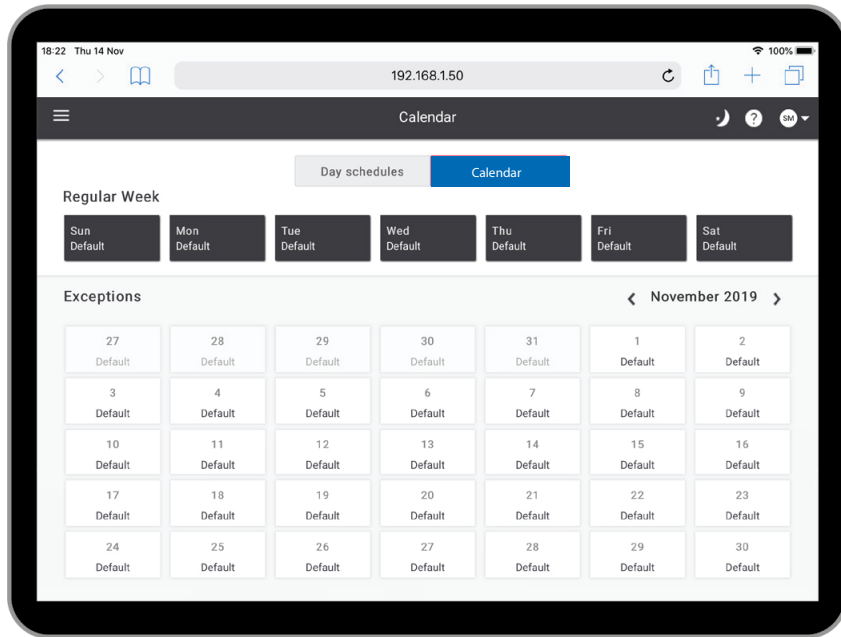 18:22 Thu 14 Nov 100%
192.168.1.50
Calendar ? SM
Day schedules Calendar
Regular Week
Sun Mon Tue Wed Thu Fri Sat
Default Default Default Default Default Default Default
Exceptions November 2019
27 28 29 30 31 1 2
Default Default Default Default Default Default Default
3 4 5 6 7 8 9
Default Default Default Default Default Default Default
10 11 12 13 14 15 16
Default Default Default Default Default Default Default
17 18 19 20 21 22 23
Default Default Default Default Default Default Default
24 25 26 27 28 29 30
Default Default Default Default Default Default Default